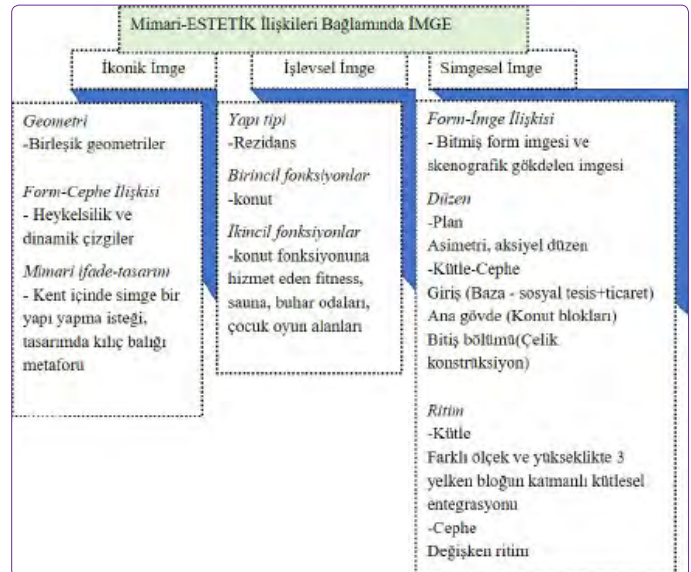 Mimari-ESTETİK İlişkileri Bağlamında İMGE
İkonik İmge
Geometri
-Birleşik geometriler
Form-Cephe İlişkisi
- Heykelsilik ve
dinamik çizgiler
Mimari ifade-tasarım
- Kent içinde simge bir
yapı yapma isteği,
tasarımda kılıç balığı
metaforu
İşlevsel İmge
Yapı tipi
-Rezidans
Birincil fonksiyonlar
-konut
İkincil fonksiyonlar
-konut fonksiyonuna
hizmet eden fitness,
sauna, buhar odaları,
çocuk oyun alanları
Simgesel İmge
Form-İmge İlişkisi
- Bitmiş form imgesi ve
skenografik gökdelen imgesi
Düzen
-Plan
Asimetri, aksiyel düzen
-Kütle-Cephe
Giriş (Baza - sosyal tesis+ticaret)
Ana gövde (Konut blokları)
Bitiş bölümü(Çelik
konstrüksiyon)
Ritim
-Kütle
Farklı ölçek ve yükseklikte 3
yelken bloğun katmanlı kütlesel
entegrasyonu
-Cephe
Değişken ritim